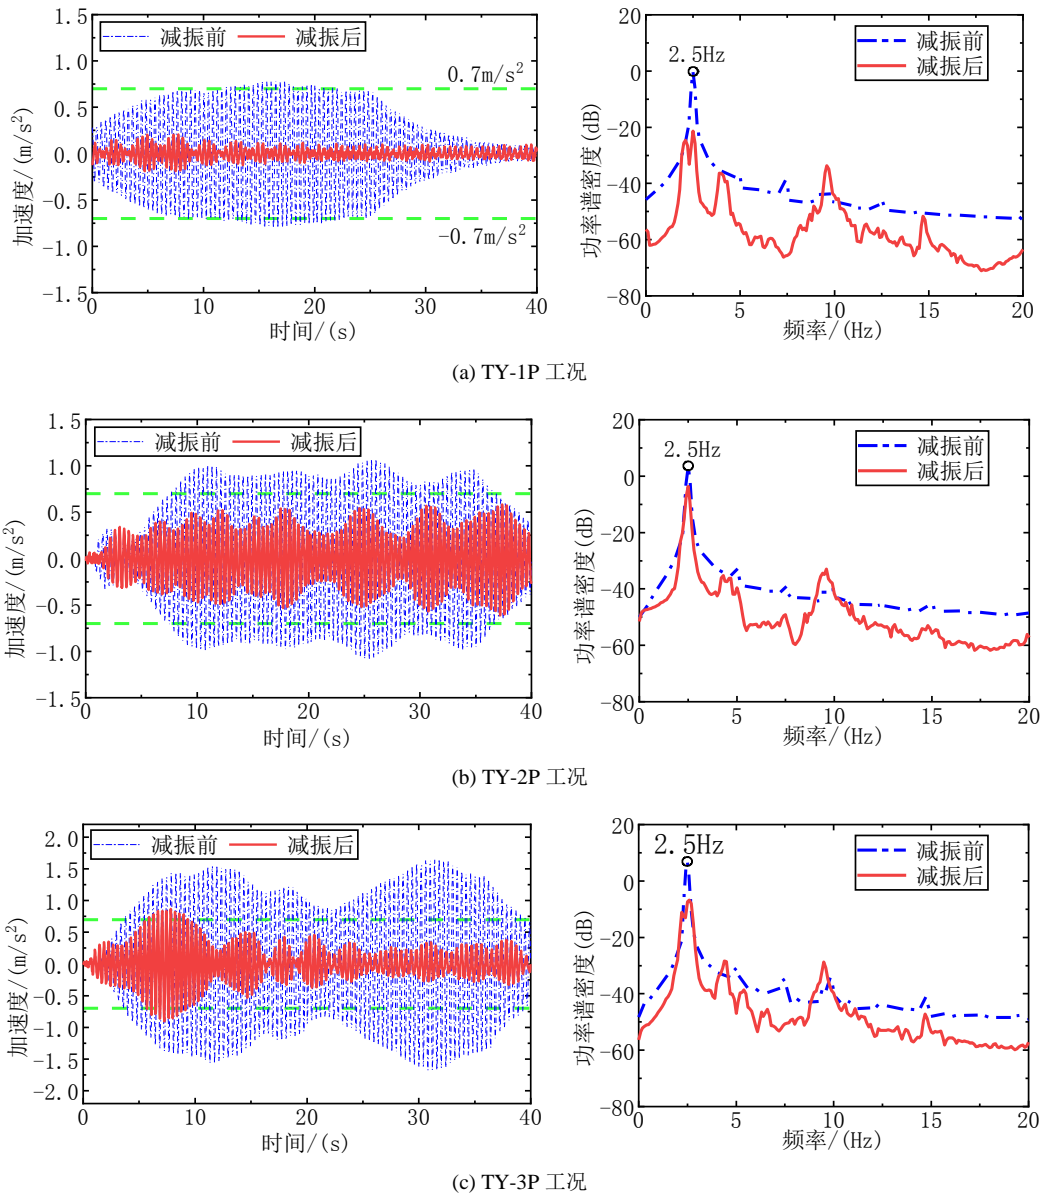 1.5
1.0
0.5
0.0
-0.5
-1.0
-1.5
加速度/(m/s²)
减振前 减振后
0.7m/s²
-0.7m/s²
0 10 20 30 40
时间/(s)
20
0
-20
-40
-60
-80
功率谱密度(dB)
2.5Hz
减振前
减振后
0 5 10 15 20
频率/(Hz)
(a) TY-1P 工况
1.5
1.0
0.5
0.0
-0.5
-1.0
-1.5
加速度/(m/s²)
减振前 减振后
0 10 20 30 40
时间/(s)
20
0
-20
-40
-60
-80
功率谱密度(dB)
2.5Hz
减振前
减振后
0 5 10 15 20
频率/(Hz)
(b) TY-2P 工况
2.0
1.5
1.0
0.5
0.0
-0.5
-1.0
-1.5
-2.0
加速度/(m/s²)
减振前 减振后
0 10 20 30 40
时间/(s)
20
0
-20
-40
-60
-80
功率谱密度(dB)
2.5Hz
减振前
减振后
0 5 10 15 20
频率/(Hz)
(c) TY-3P 工况